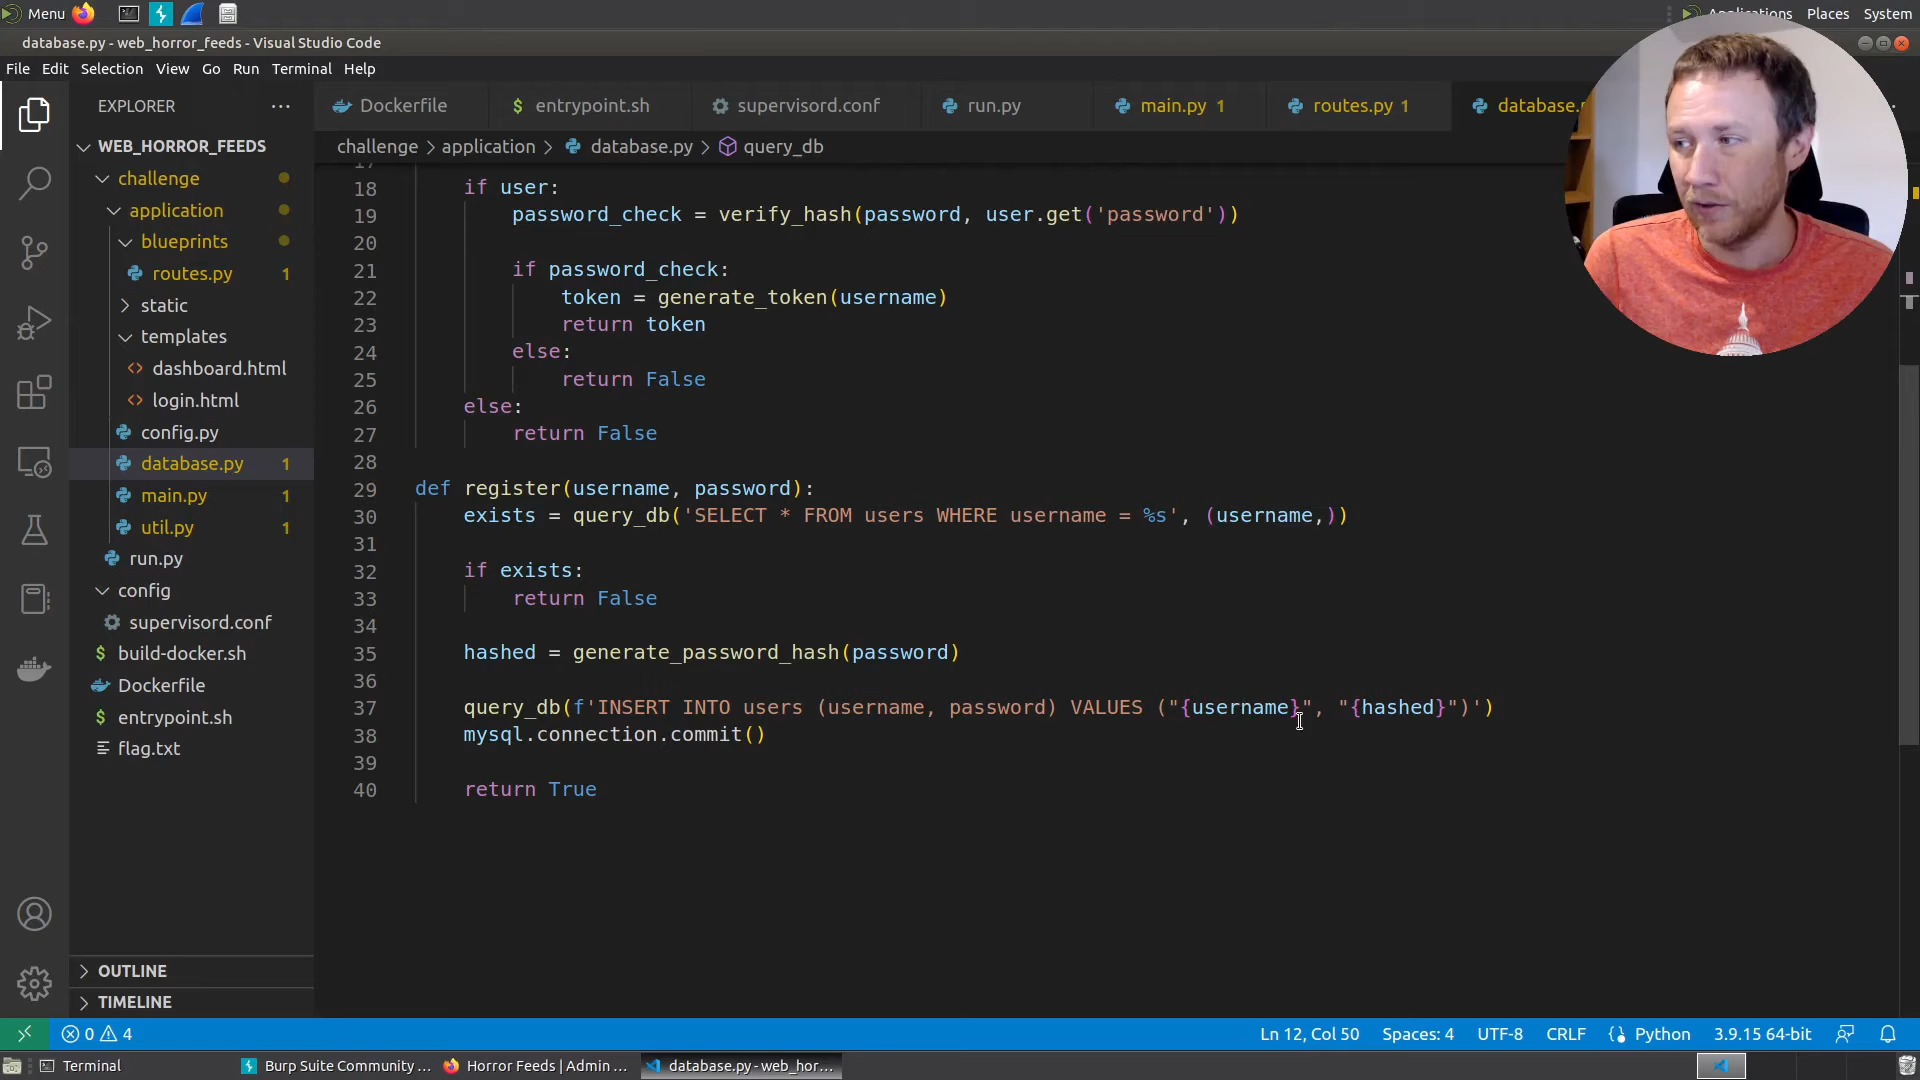 Menu
Applications Places System
database.py - web_horror_feeds - Visual Studio Code
File Edit Selection View Go Run Terminal Help
EXPLORER
Dockerfile
$ entrypoint.sh
supervisord.conf
run.py
main.py 1
routes.py 1
database.
challenge > application > database.py > query_db
WEB_HORROR_FEEDS
challenge
application
blueprints
routes.py 1
static
templates
<> dashboard.html
<> login.html
config.py
database.py 1
main.py 1
util.py 1
run.py
config
supervisord.conf
$ build-docker.sh
Dockerfile
$ entrypoint.sh
flag.txt
OUTLINE
TIMELINE
18 if user:
19 password_check = verify_hash(password, user.get('password'))
20
21 if password_check:
22 token = generate_token(username)
23 return token
24 else:
25 return False
26 else:
27 return False
28
29 def register(username, password):
30 exists = query_db('SELECT * FROM users WHERE username = %s', (username,))
31
32 if exists:
33 return False
34
35 hashed = generate_password_hash(password)
36
37 query_db(f'INSERT INTO users (username, password) VALUES ("{username}", "{hashed}")')
38 mysql.connection.commit()
39
40 return True
0 4
Ln 12, Col 50 Spaces: 4 UTF-8 CRLF Python 3.9.15 64-bit
Terminal
Burp Suite Community ...
Horror Feeds | Admin ...
database.py - web_hor...